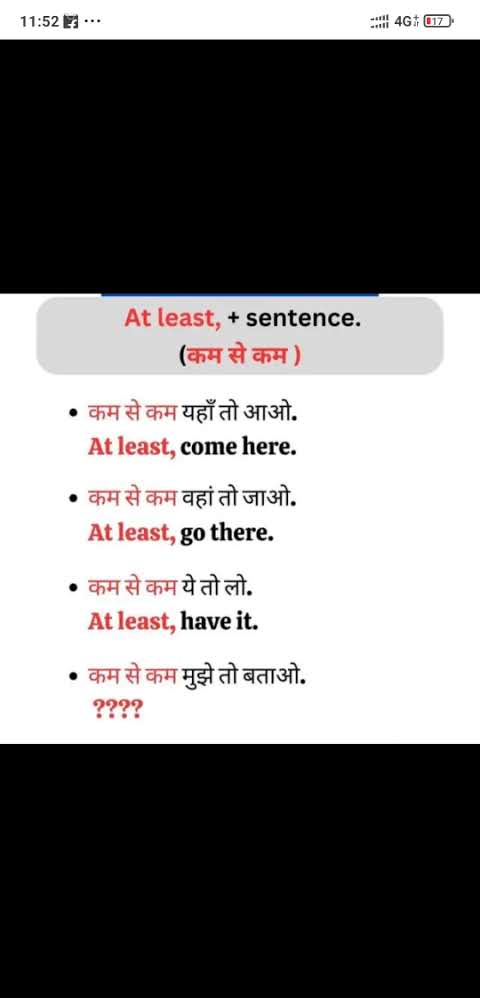 11:52
4G 17
At least, + sentence.
(कम से कम )
कम से कम यहाँ तो आओ.
At least, come here.
कम से कम वहां तो जाओ.
At least, go there.
कम से कम ये तो लो.
At least, have it.
कम से कम मुझे तो बताओ.
????